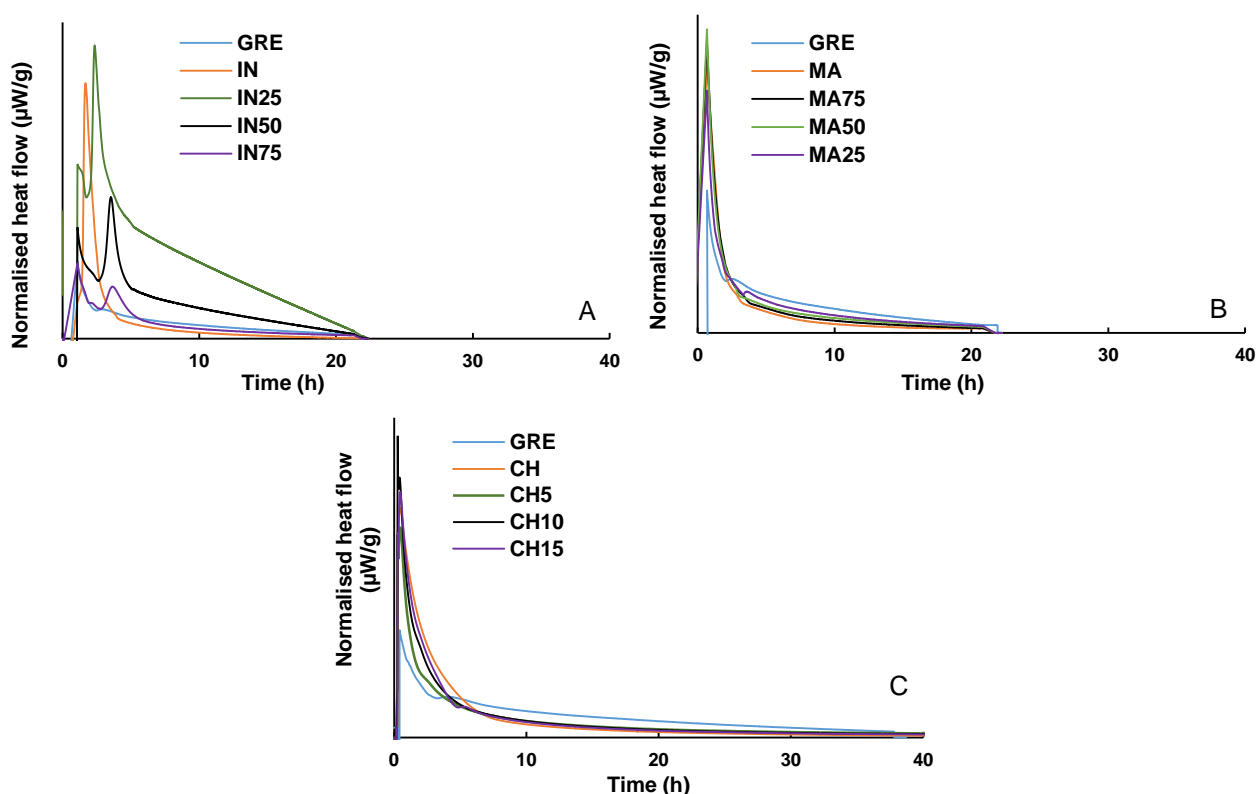 Normalised heat flow (µW/g)
GRE
IN
IN25
IN50
IN75
A
0
10
20
30
40
Time (h)
Normalised heat flow (µW/g)
GRE
MA
MA75
MA50
MA25
B
0
10
20
30
40
Time (h)
Normalised heat flow
(µW/g)
GRE
CH
CH5
CH10
CH15
C
0
10
20
30
40
Time (h)